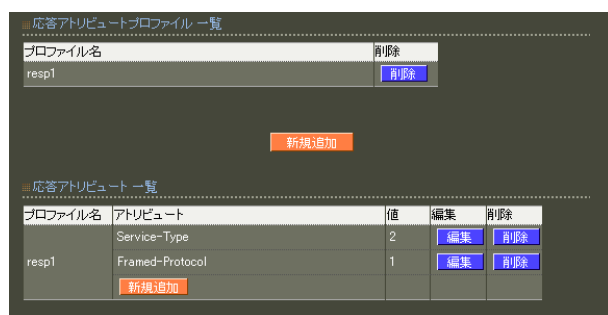 応答アトリビュートプロファイル 一覧
プロファイル名 削除
resp1 削除
新規追加
応答アトリビュート 一覧
プロファイル名 アトリビュート 値 編集 削除
Service-Type 2 編集 削除
resp1 Framed-Protocol 1 編集 削除
新規追加